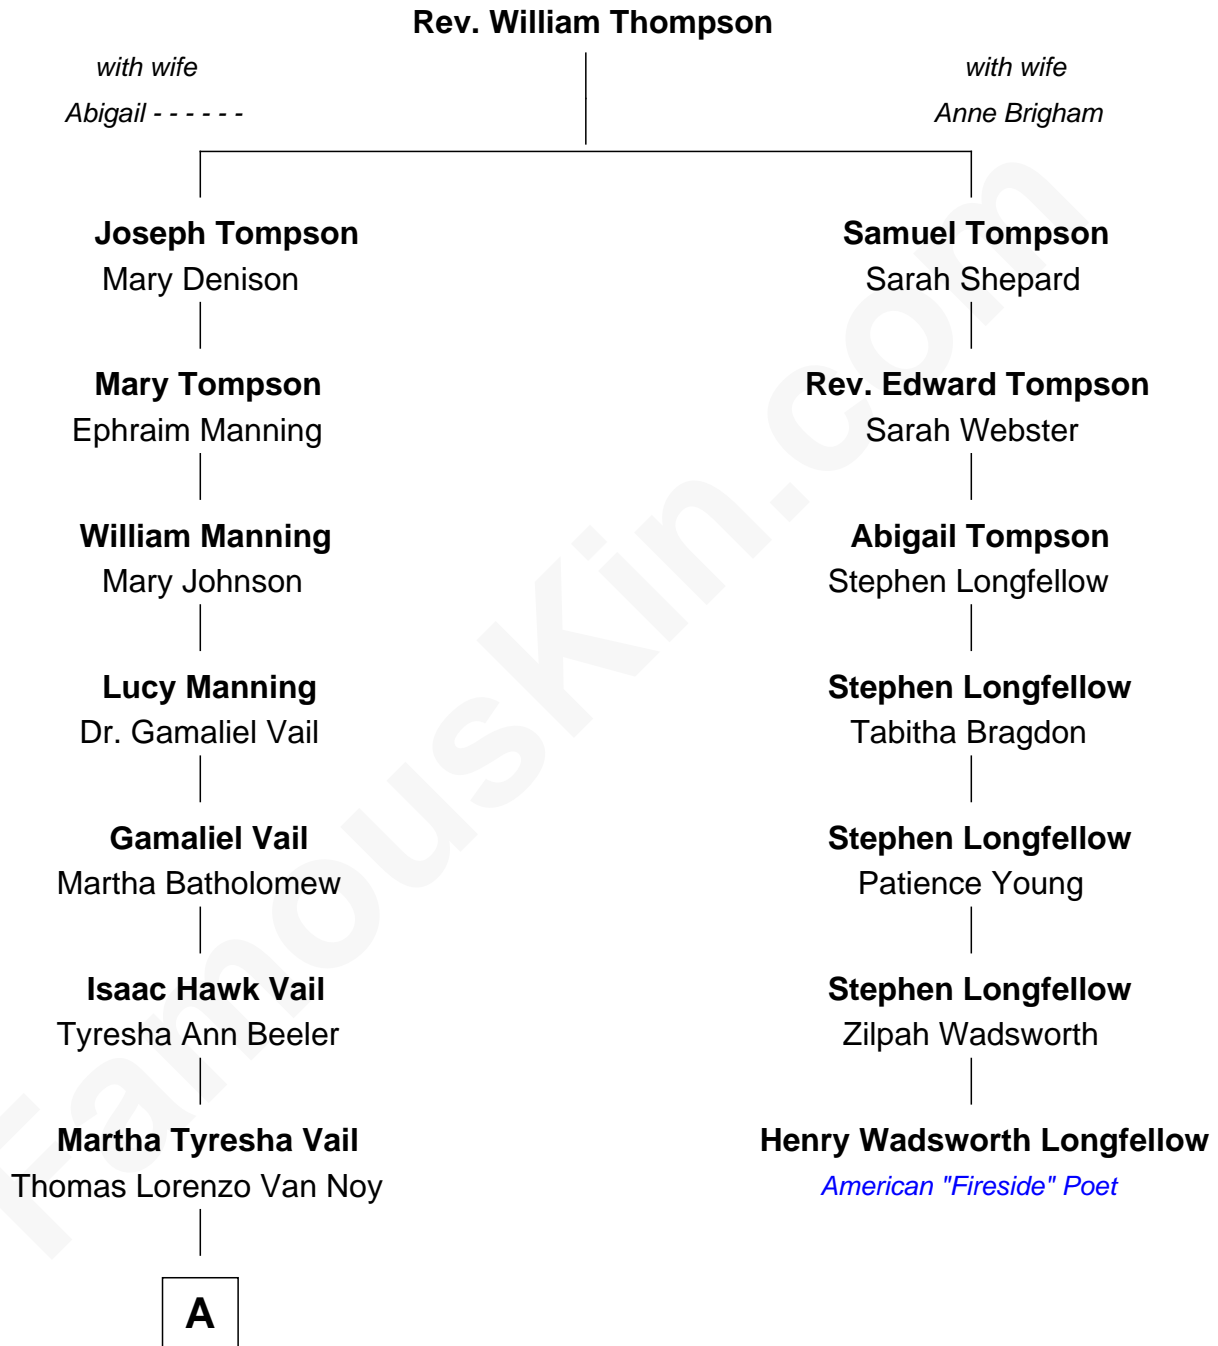 Rev. William Thompson
with wife
Abigail - - - - - -
with wife
Anne Brigham
Joseph Tompson
Mary Denison
Mary Tompson
Ephraim Manning
William Manning
Mary Johnson
Lucy Manning
Dr. Gamaliel Vail
Gamaliel Vail
Martha Batholomew
Isaac Hawk Vail
Tyresha Ann Beeler
Martha Tyresha Vail
Thomas Lorenzo Van Noy
A
Samuel Tompson
Sarah Shepard
Rev. Edward Tompson
Sarah Webster
Abigail Tompson
Stephen Longfellow
Stephen Longfellow
Tabitha Bragdon
Stephen Longfellow
Patience Young
Stephen Longfellow
Zilpah Wadsworth
Henry Wadsworth Longfellow
American "Fireside" Poet
FamousKin.com